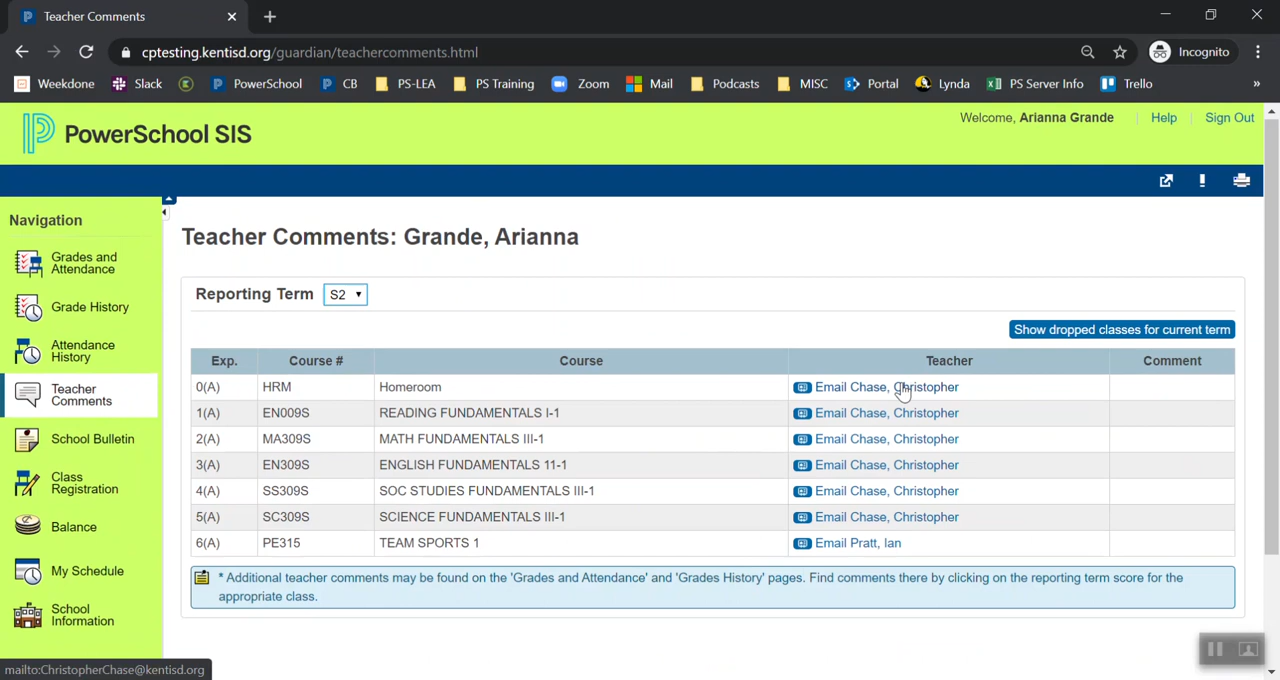 Teacher Comments
cptesting.kentisd.org/guardian/teachercomments.html
Incognito
Weekdone Slack PowerSchool CB PS-LEA PS Training Zoom Mail Podcasts MISC Portal Lynda PS Server Info Trello »
PowerSchool SIS
Welcome, Arianna Grande Help Sign Out
Navigation
Grades and
Attendance
Grade History
Attendance
History
Teacher
Comments
School Bulletin
Class
Registration
Balance
My Schedule
School
Information
Teacher Comments: Grande, Arianna
Reporting Term S2
Show dropped classes for current term
Exp. Course # Course Teacher Comment
0(A) HRM Homeroom Email Chase, Christopher
1(A) EN009S READING FUNDAMENTALS I-1 Email Chase, Christopher
2(A) MA309S MATH FUNDAMENTALS III-1 Email Chase, Christopher
3(A) EN309S ENGLISH FUNDAMENTALS 11-1 Email Chase, Christopher
4(A) SS309S SOC STUDIES FUNDAMENTALS III-1 Email Chase, Christopher
5(A) SC309S SCIENCE FUNDAMENTALS III-1 Email Chase, Christopher
6(A) PE315 TEAM SPORTS 1 Email Pratt, Ian
* Additional teacher comments may be found on the 'Grades and Attendance' and 'Grades History' pages. Find comments there by clicking on the reporting term score for the
appropriate class.
mailto:ChristopherChase@kentisd.org